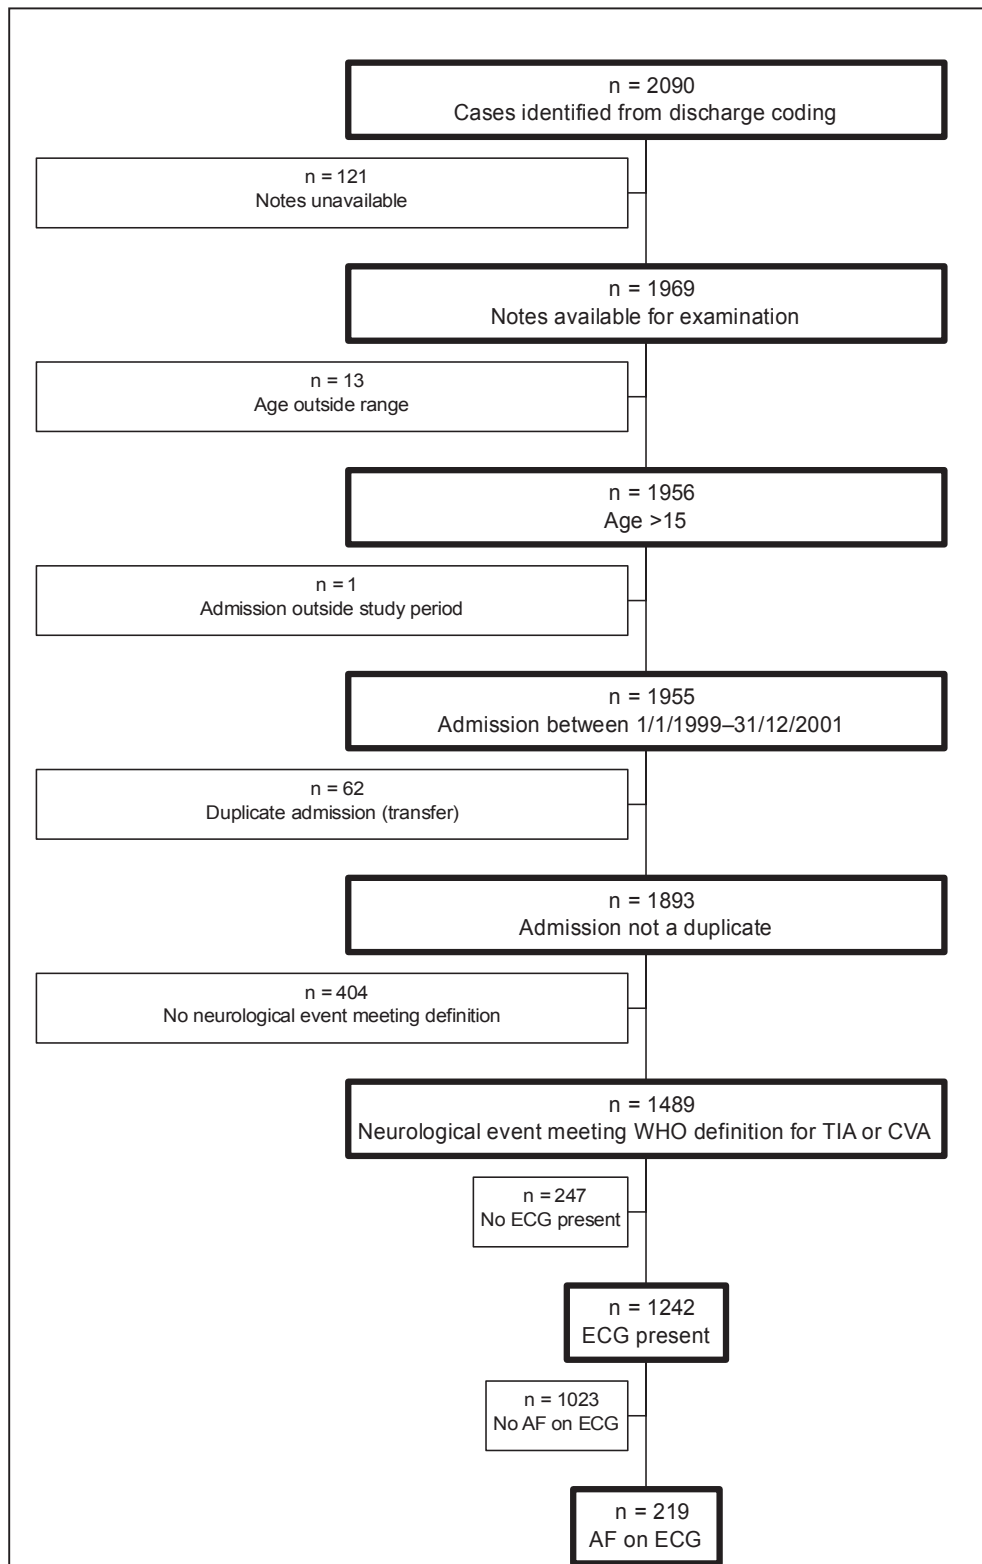 n = 2090
Cases identified from discharge coding
n = 121
Notes unavailable
n = 1969
Notes available for examination
n = 13
Age outside range
n = 1956
Age >15
n = 1
Admission outside study period
n = 1955
Admission between 1/1/1999–31/12/2001
n = 62
Duplicate admission (transfer)
n = 1893
Admission not a duplicate
n = 404
No neurological event meeting definition
n = 1489
Neurological event meeting WHO definition for TIA or CVA
n = 247
No ECG present
n = 1242
ECG present
n = 1023
No AF on ECG
n = 219
AF on ECG